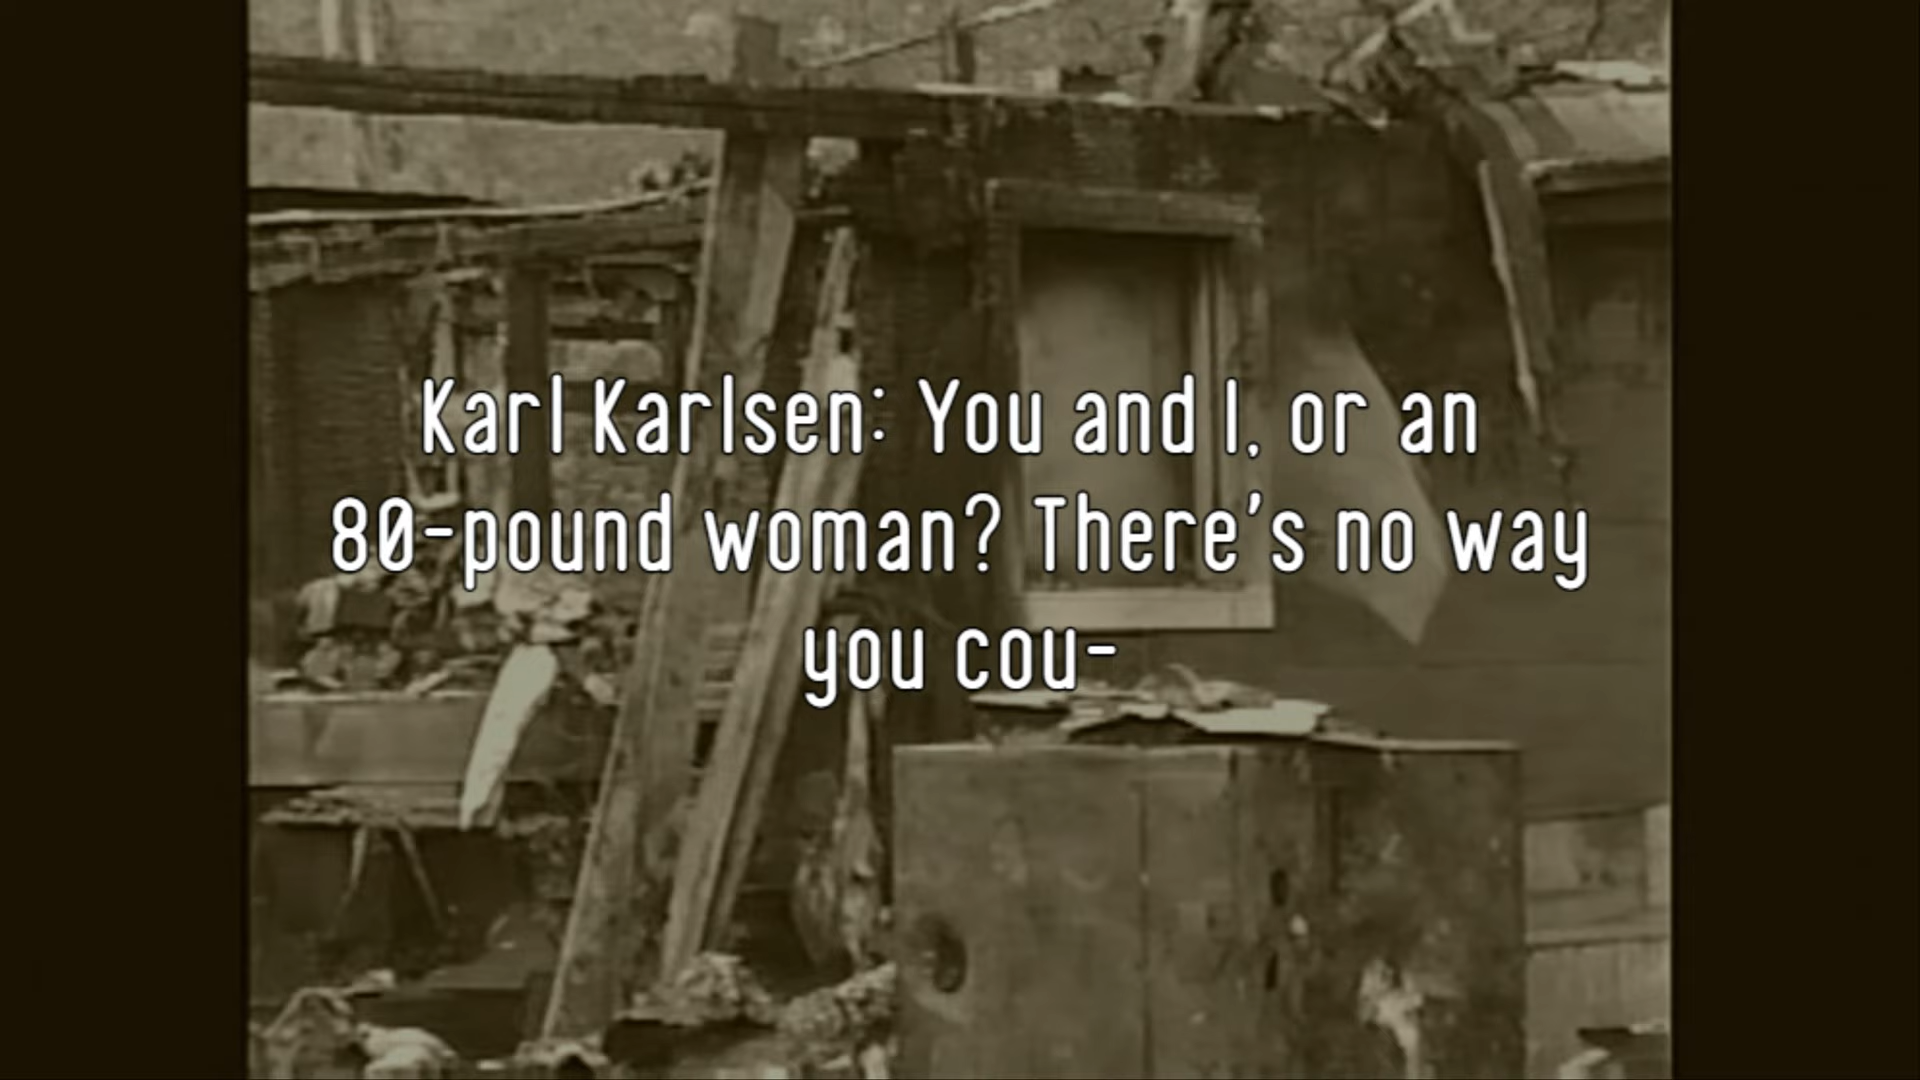 Karl Karlsen: You and I, or an
80-pound woman? There's no way
you cou-